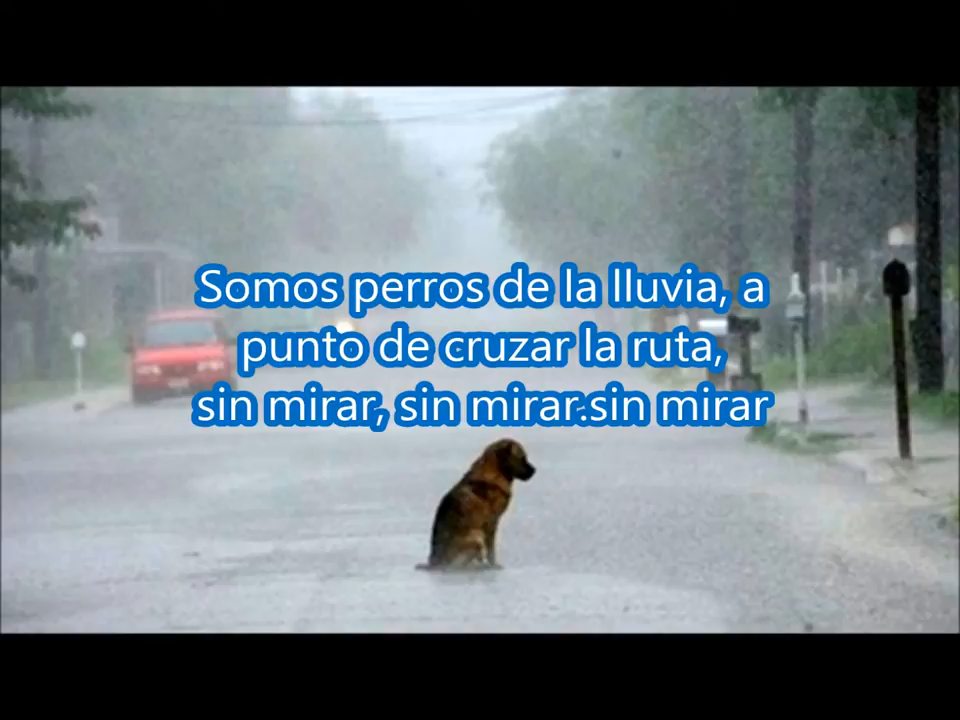 Somos perros de la lluvia, a
punto de cruzar la ruta,
sin mirar, sin mirar.sin mirar